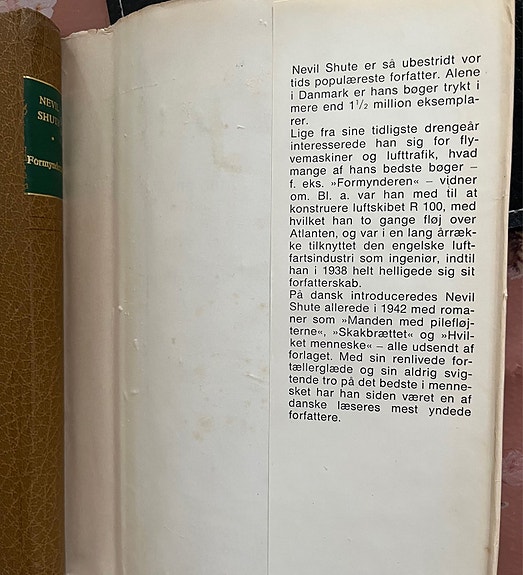 NEVIL
SHUTE
Formynderen
Nevil Shute er så ubestridt vor
tids populæreste forfatter. Alene
i Danmark er hans bøger trykt i
mere end 1½ million eksempla-
rer.
Lige fra sine tidligste drengeår
interesserede han sig for fly-
vemaskiner og lufttrafik, hvad
mange af hans bedste bøger –
f. eks. »Formynderen« – vidner
om. Bl. a. var han med til at
konstruere luftskibet R 100, med
hvilket han to gange fløj over
Atlanten, og var i en lang årræk-
ke tilknyttet den engelske luft-
fartsindustri som ingeniør, indtil
han i 1938 helt helligede sig sit
forfatterskab.
På dansk introduceredes Nevil
Shute allerede i 1942 med roma-
ner som »Manden med pilefløj-
terne«, »Skakbrættet« og »Hvil-
ket menneske« – alle udsendt af
forlaget. Med sin renlivede for-
tællerglæde og sin aldrig svig-
tende tro på det bedste i menne-
sket har han siden været en af
danske læseres mest yndede
forfattere.